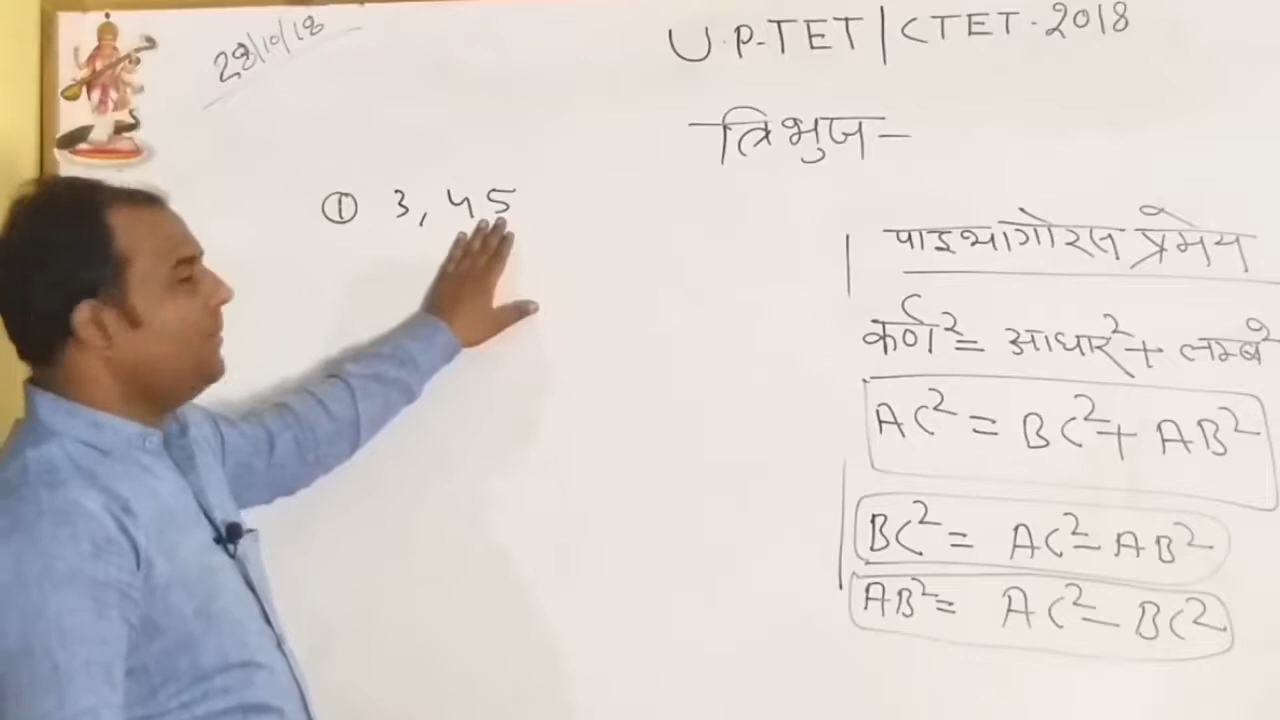 28/10/18
U.P-TET | CTET-2018
त्रिभुज-
① 3, 4 5
पाइथागोरस प्रमेय
कर्ण² = आधार² + लम्ब²
AC² = BC² + AB²
BC² = AC² - AB²
AB² = AC² - BC²